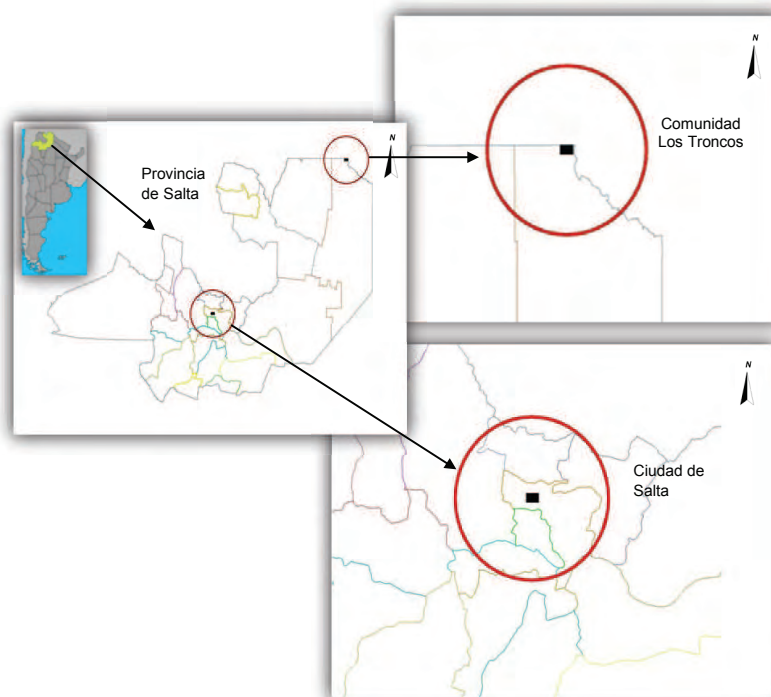 N
Comunidad
Los Troncos
N
Provincia
de Salta
N
Ciudad de
Salta